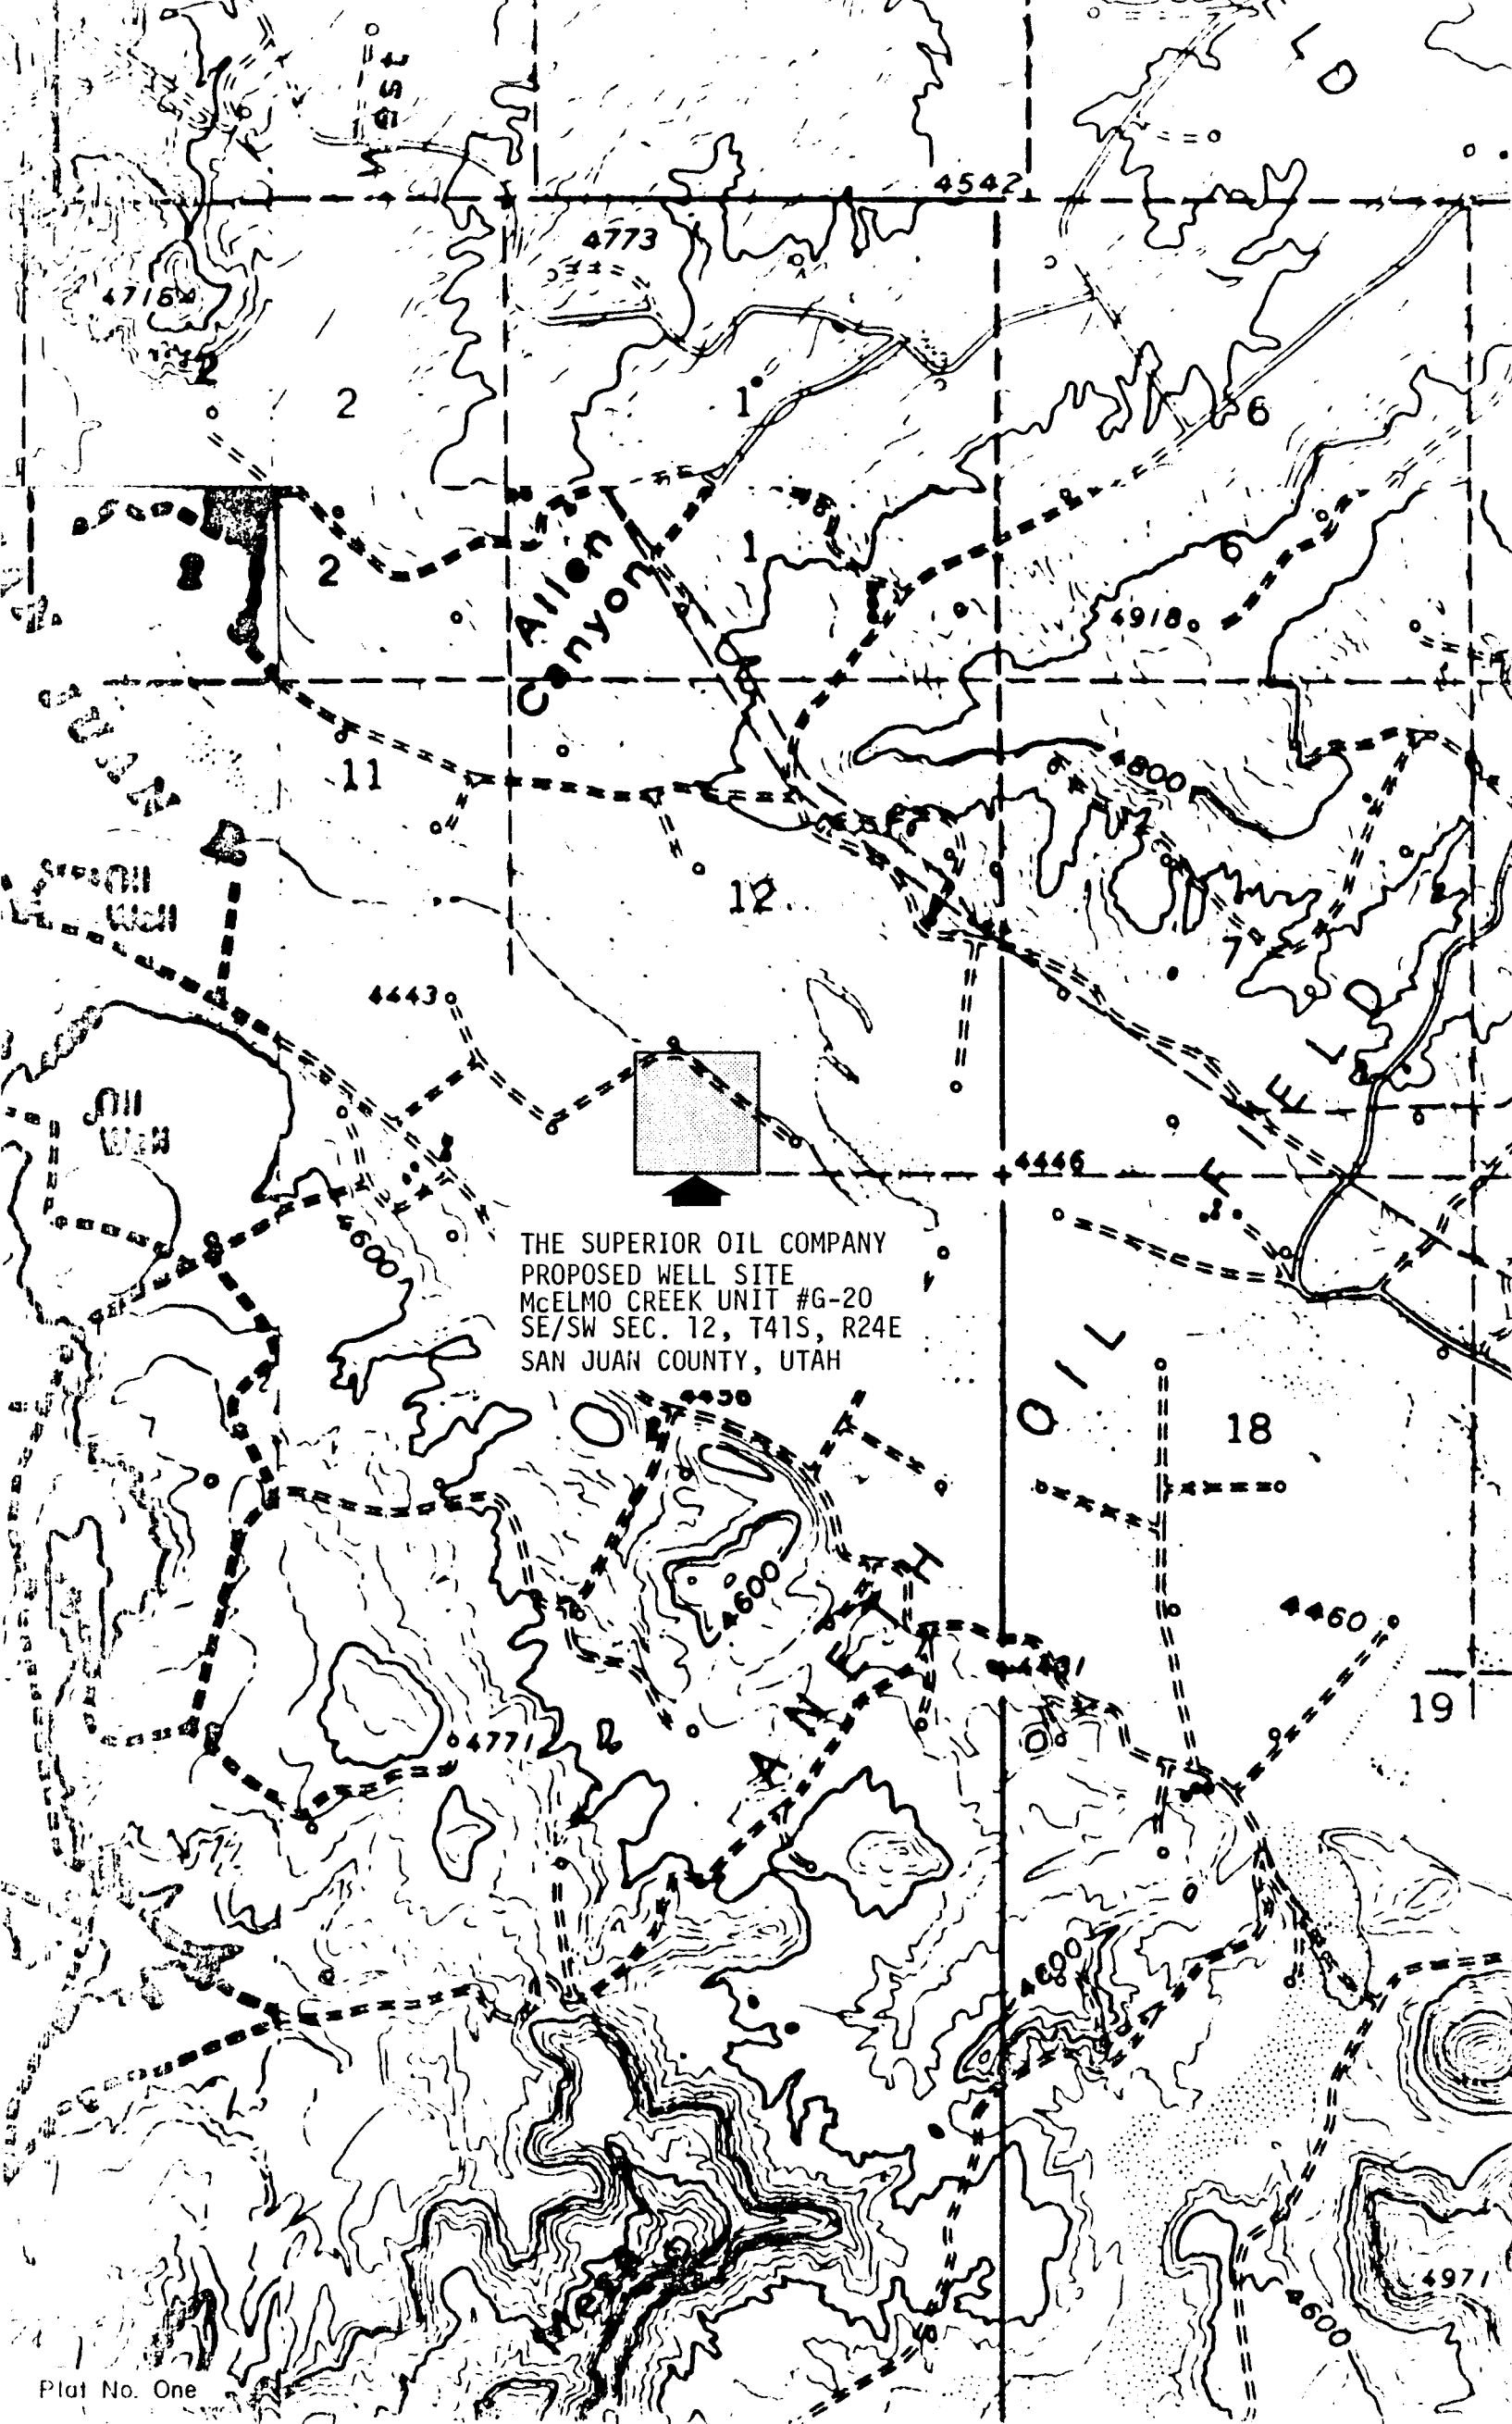 West
L D
4542
4773
4716
2
2
1
6
Allen
Canyon
2
1
6
4918
JUAN
11
4800
12
Oil
Well
7
4443
Oil
Well
F I E L D
4446
4600
THE SUPERIOR OIL COMPANY
PROPOSED WELL SITE
McELMO CREEK UNIT #G-20
SE/SW SEC. 12, T41S, R24E
SAN JUAN COUNTY, UTAH
O I L
18
4600
4460
A N E T H
19
4771
4600
4971
4600
Plat No. One